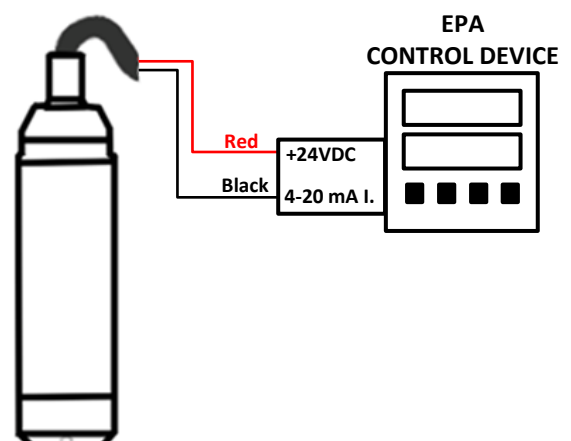 EPA
CONTROL DEVICE
Red
+24VDC
Black
4-20 mA I.